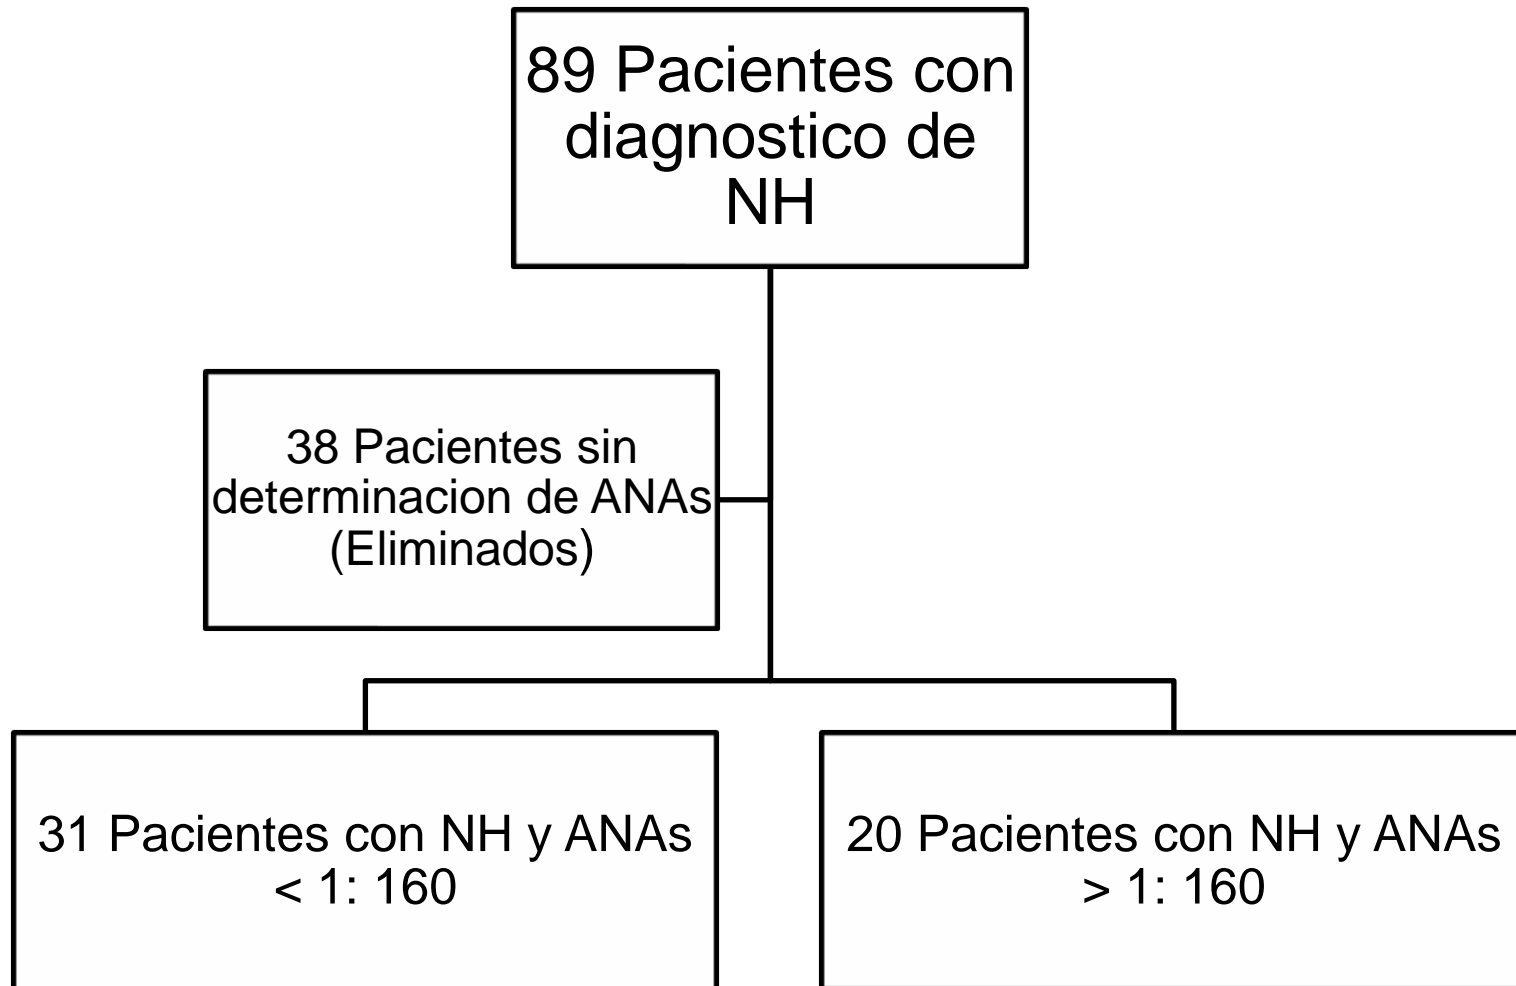 89 Pacientes con
diagnostico de
NH
38 Pacientes sin
determinacion de ANAs
(Eliminados)
31 Pacientes con NH y ANAs
< 1: 160
20 Pacientes con NH y ANAs
> 1: 160